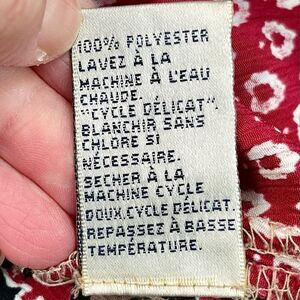 100% POLYESTER
LAVEZ À LA
MACHINE À L'EAU
CHAUDE.
"CYCLE DÉLICAT".
BLANCHIR SANS
CHLORE SI
NÉCESSAIRE.
SECHER À LA
MACHINE CYCLE
DOUX,CYCLE DÉLICAT.
REPASSEZ À BASSE
TEMPÉRATURE.